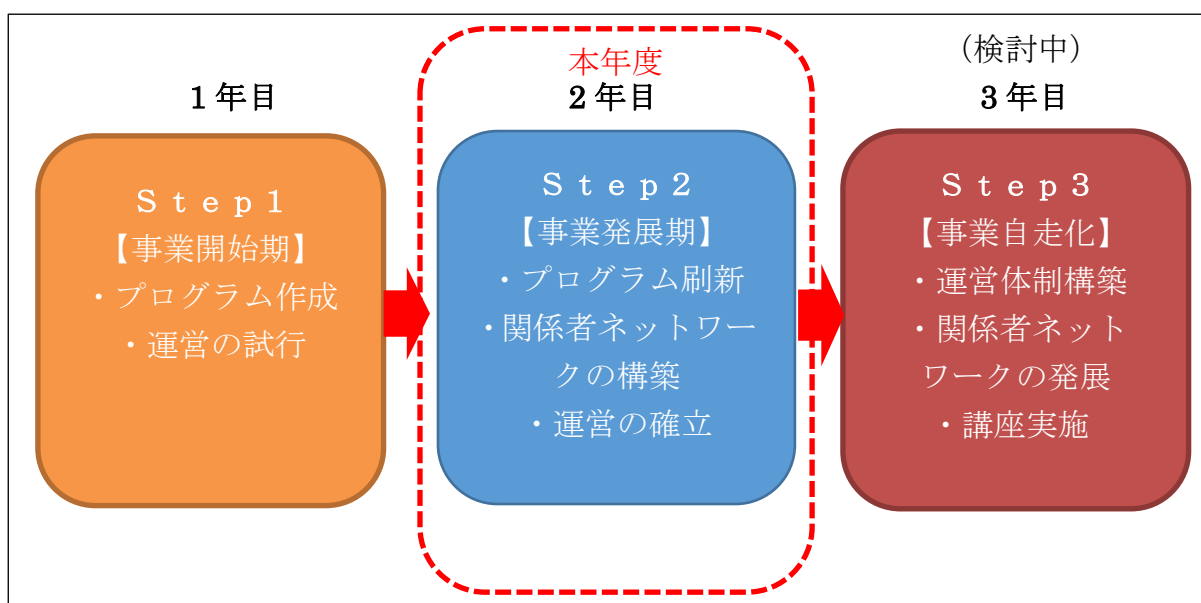 1年目
Step1
【事業開始期】
・プログラム作成
・運営の試行
本年度
2年目
Step2
【事業発展期】
・プログラム刷新
・関係者ネットワー
クの構築
・運営の確立
（検討中）
3年目
Step3
【事業自走化】
・運営体制構築
・関係者ネット
ワークの発展
・講座実施